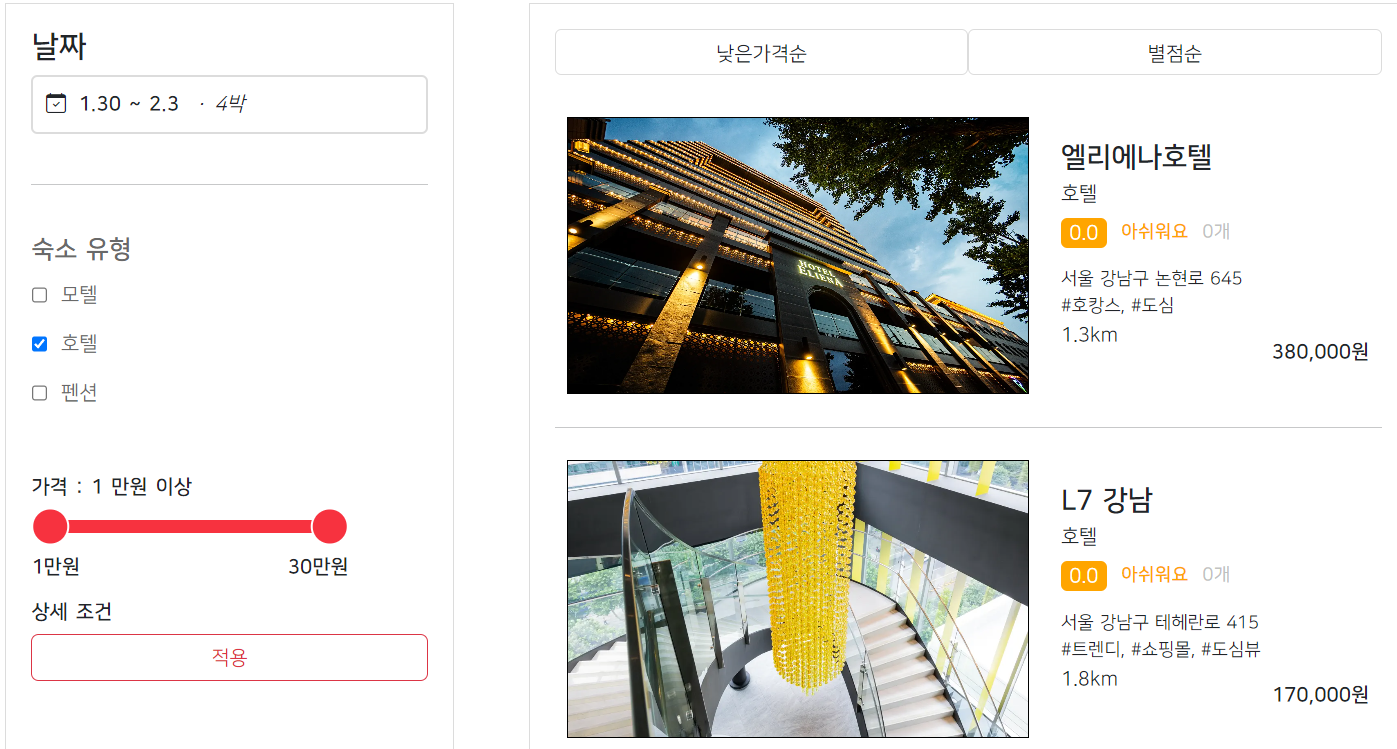 날짜
1.30 ~ 2.3 · 4박
숙소 유형
모텔
호텔
펜션
가격 : 1 만원 이상
1만원 30만원
상세 조건
적용
낮은가격순 별점순
HOTEL
ELIENA
엘리에나호텔
호텔
0.0 아쉬워요 0개
서울 강남구 논현로 645
#호캉스, #도심
1.3km
380,000원
L7 강남
호텔
0.0 아쉬워요 0개
서울 강남구 테헤란로 415
#트렌디, #쇼핑몰, #도심뷰
1.8km
170,000원